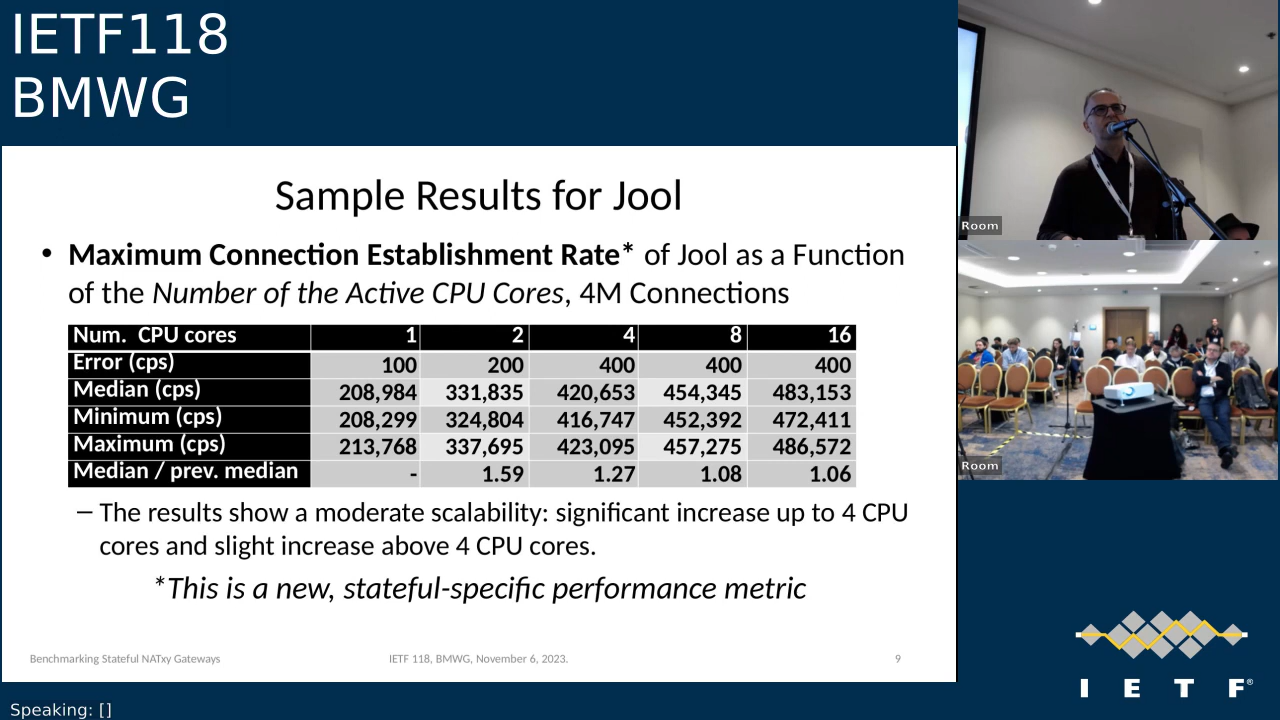 IETF118
BMWG
Sample Results for Jool
• Maximum Connection Establishment Rate* of Jool as a Function
of the Number of the Active CPU Cores, 4M Connections
Num. CPU cores 1 2 4 8 16
Error (cps) 100 200 400 400 400
Median (cps) 208,984 331,835 420,653 454,345 483,153
Minimum (cps) 208,299 324,804 416,747 452,392 472,411
Maximum (cps) 213,768 337,695 423,095 457,275 486,572
Median / prev. median - 1.59 1.27 1.08 1.06
– The results show a moderate scalability: significant increase up to 4 CPU
cores and slight increase above 4 CPU cores.
*This is a new, stateful-specific performance metric
Benchmarking Stateful NATxy Gateways IETF 118, BMWG, November 6, 2023. 9
Room
Room
I E T F®
Speaking: []